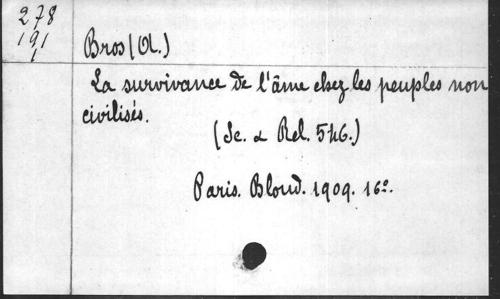 278
191
1
Bros (A.)
La survivance de l'âme chez les peuples non
civilisés.
(Sc. & Rel. 546.)
Paris. Bloud. 1909. 16º.